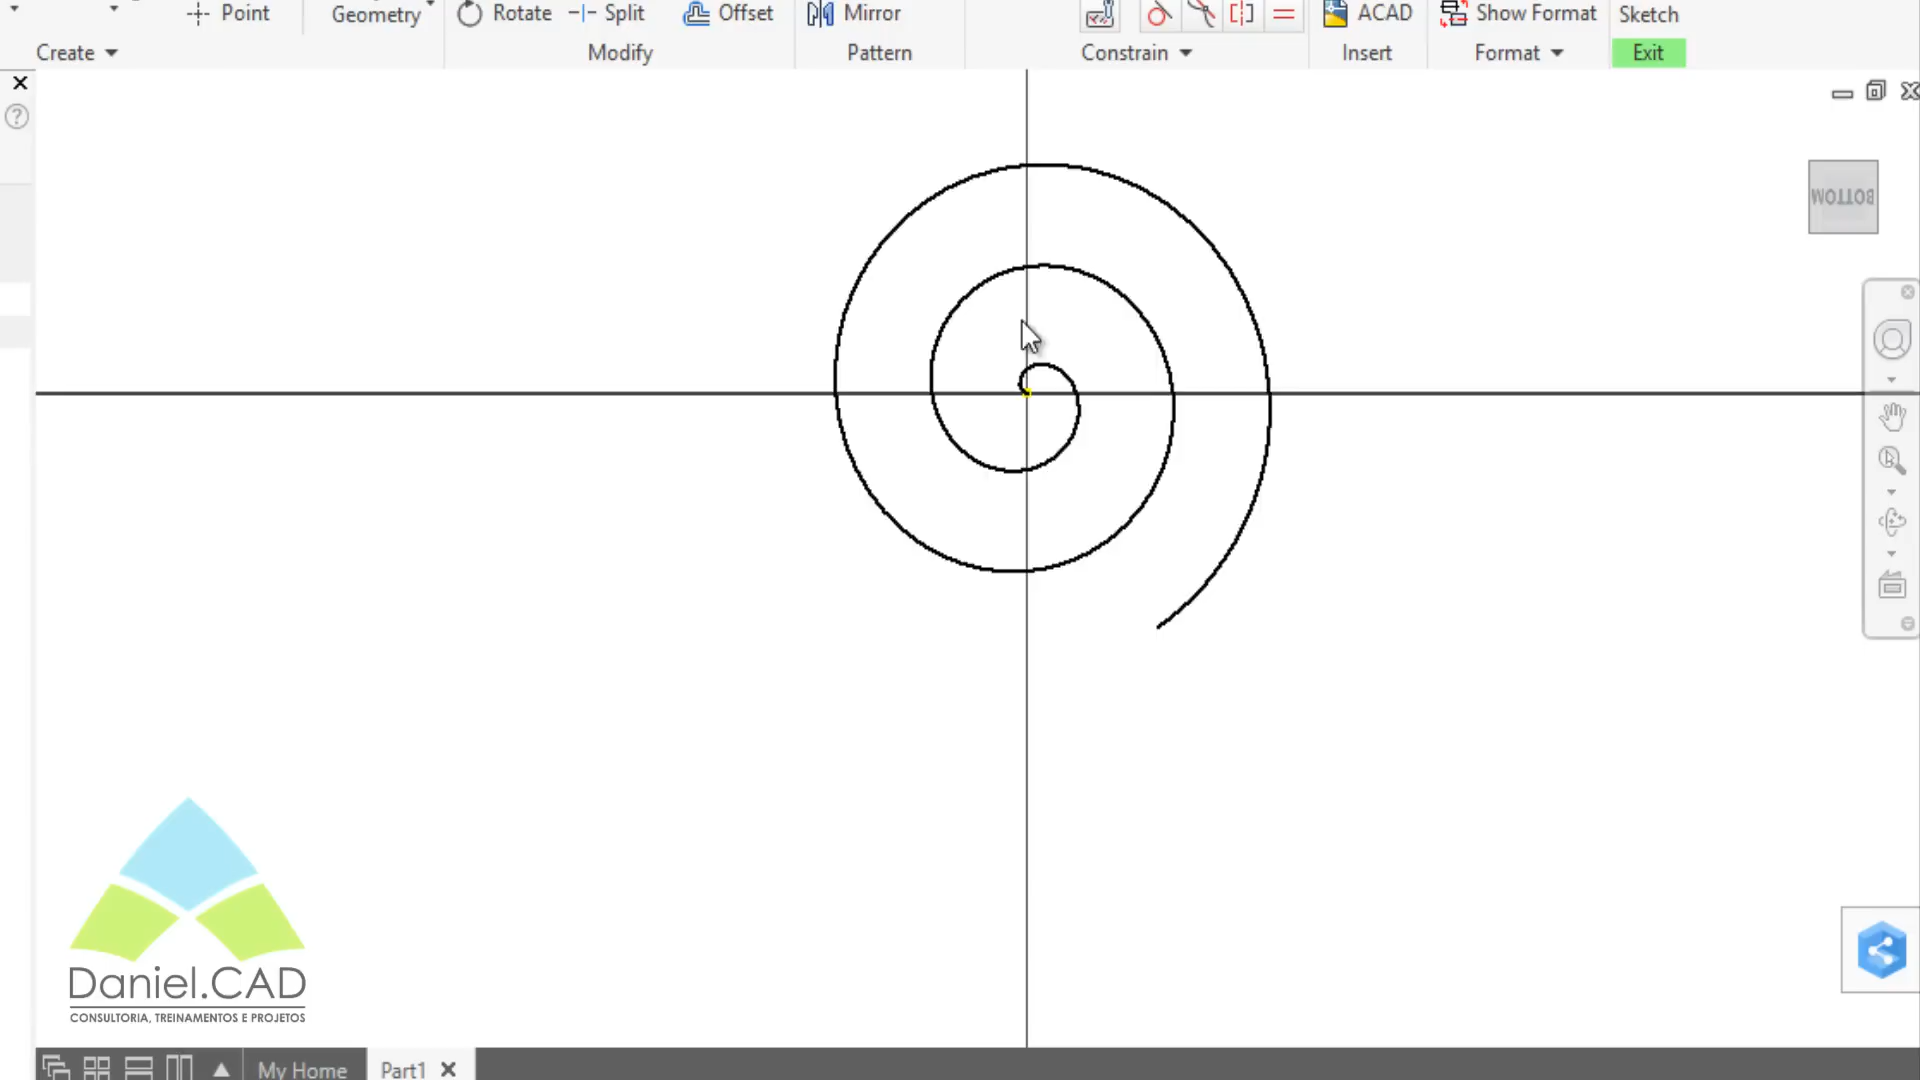 Point
Geometry
Rotate
Split
Offset
Mirror
ACAD
Show Format
Sketch
Create
Modify
Pattern
Constrain
Insert
Format
Exit
BOTTOM
Daniel.CAD
CONSULTORIA, TREINAMENTOS E PROJETOS
My Home
Part1